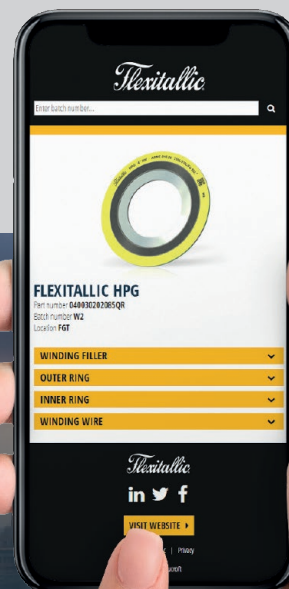 Flexitallic
Enter batch number...
FLEXITALLIC HPG
Part number 040030202085QR
Batch number W2
Location FGT
WINDING FILLER
OUTER RING
INNER RING
WINDING WIRE
Flexitallic
in f
VISIT WEBSITE
| Privacy